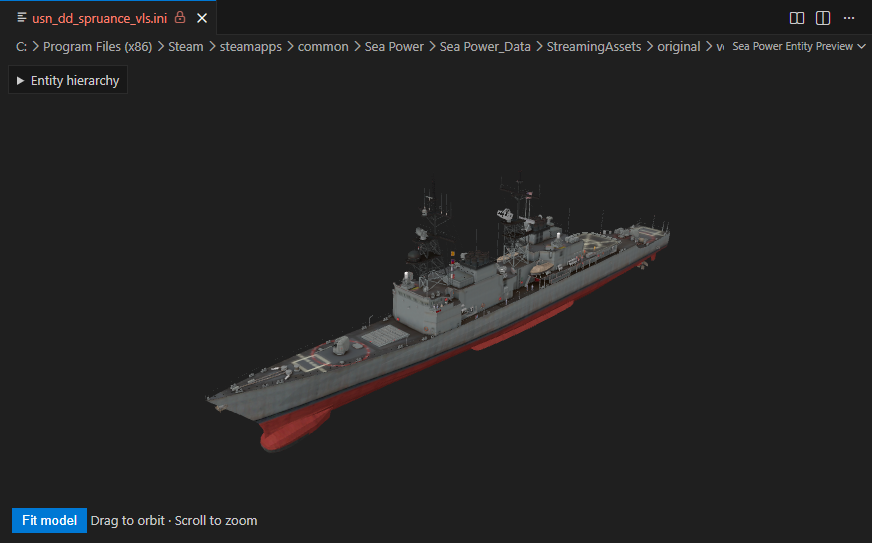 usn_dd_spruance_vls.ini
C: > Program Files (x86) > Steam > steamapps > common > Sea Power > Sea Power_Data > StreamingAssets > original > Sea Power Entity Preview
Entity hierarchy
Fit model Drag to orbit · Scroll to zoom